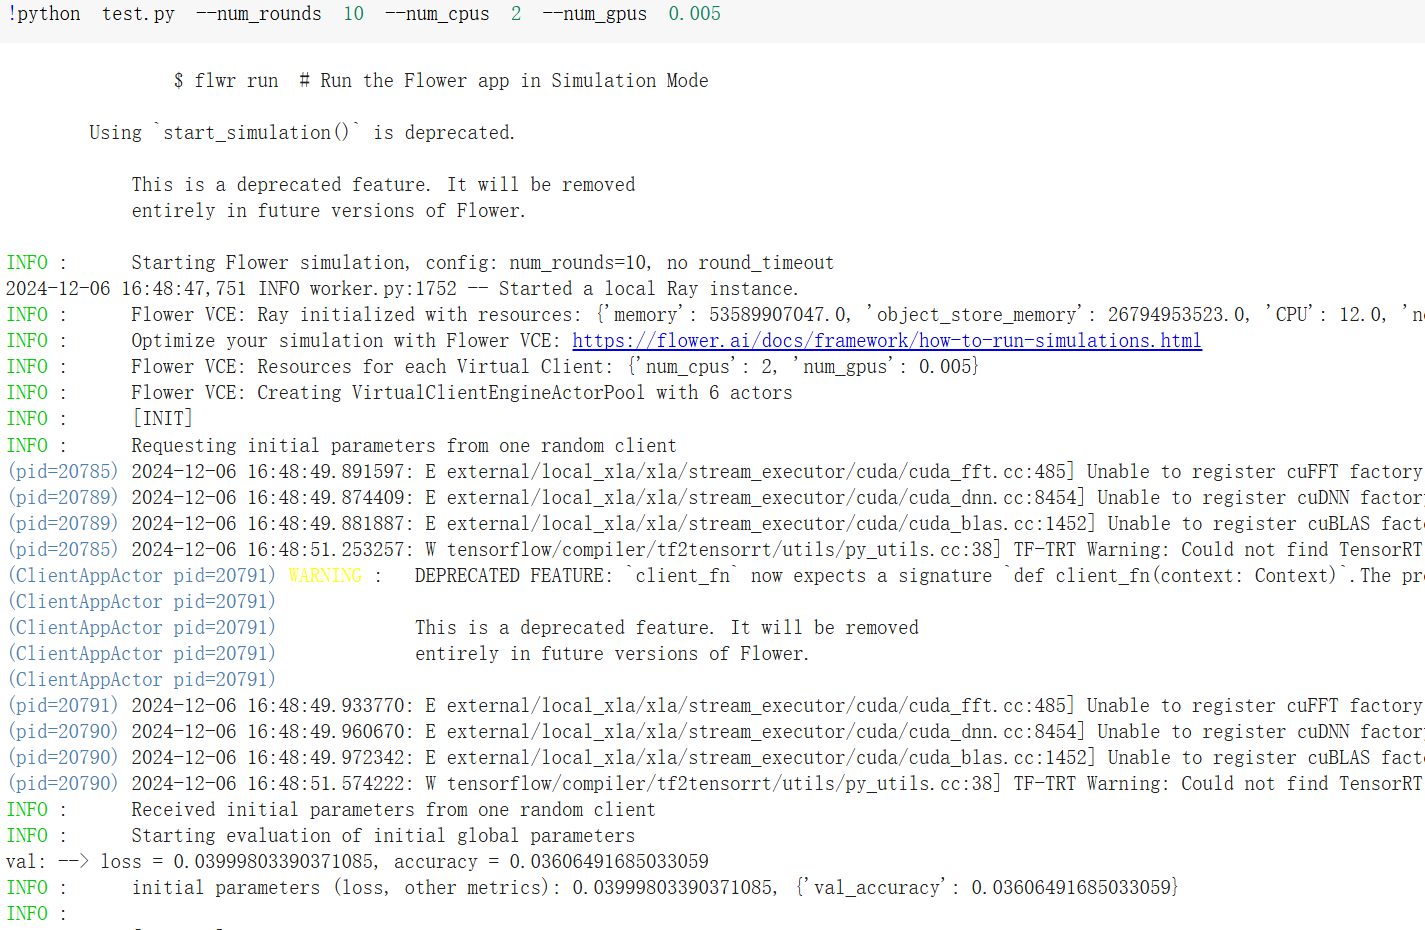 !python  test.py  --num_rounds  10  --num_cpus  2  --num_gpus  0.005
$ flwr run  # Run the Flower app in Simulation Mode
Using `start_simulation()` is deprecated.
This is a deprecated feature. It will be removed
entirely in future versions of Flower.
INFO :      Starting Flower simulation, config: num_rounds=10, no round_timeout
2024-12-06 16:48:47,751 INFO worker.py:1752 -- Started a local Ray instance.
INFO :      Flower VCE: Ray initialized with resources: {'memory': 53589907047.0, 'object_store_memory': 26794953523.0, 'CPU': 12.0, 
INFO :      Optimize your simulation with Flower VCE: https://flower.ai/docs/framework/how-to-run-simulations.html
INFO :      Flower VCE: Resources for each Virtual Client: {'num_cpus': 2, 'num_gpus': 0.005}
INFO :      Flower VCE: Creating VirtualClientEngineActorPool with 6 actors
INFO :      [INIT]
INFO :      Requesting initial parameters from one random client
(pid=20785) 2024-12-06 16:48:49.891597: E external/local_xla/xla/stream_executor/cuda/cuda_fft.cc:485] Unable to register cuFFT factory
(pid=20789) 2024-12-06 16:48:49.874409: E external/local_xla/xla/stream_executor/cuda/cuda_dnn.cc:8454] Unable to register cuDNN factor
(pid=20789) 2024-12-06 16:48:49.881887: E external/local_xla/xla/stream_executor/cuda/cuda_blas.cc:1452] Unable to register cuBLAS fact
(pid=20785) 2024-12-06 16:48:51.253257: W tensorflow/compiler/tf2tensorrt/utils/py_utils.cc:38] TF-TRT Warning: Could not find TensorRT
(ClientAppActor pid=20791) WARNING :   DEPRECATED FEATURE: `client_fn` now expects a signature `def client_fn(context: Context)`.The pr
(ClientAppActor pid=20791)
(ClientAppActor pid=20791)             This is a deprecated feature. It will be removed
(ClientAppActor pid=20791)             entirely in future versions of Flower.
(ClientAppActor pid=20791)
(pid=20791) 2024-12-06 16:48:49.933770: E external/local_xla/xla/stream_executor/cuda/cuda_fft.cc:485] Unable to register cuFFT factory
(pid=20790) 2024-12-06 16:48:49.960670: E external/local_xla/xla/stream_executor/cuda/cuda_dnn.cc:8454] Unable to register cuDNN factor
(pid=20790) 2024-12-06 16:48:49.972342: E external/local_xla/xla/stream_executor/cuda/cuda_blas.cc:1452] Unable to register cuBLAS fact
(pid=20790) 2024-12-06 16:48:51.574222: W tensorflow/compiler/tf2tensorrt/utils/py_utils.cc:38] TF-TRT Warning: Could not find TensorRT
INFO :      Received initial parameters from one random client
INFO :      Starting evaluation of initial global parameters
val: --> loss = 0.03999803390371085, accuracy = 0.03606491685033059
INFO :      initial parameters (loss, other metrics): 0.03999803390371085, {'val_accuracy': 0.03606491685033059}
INFO :